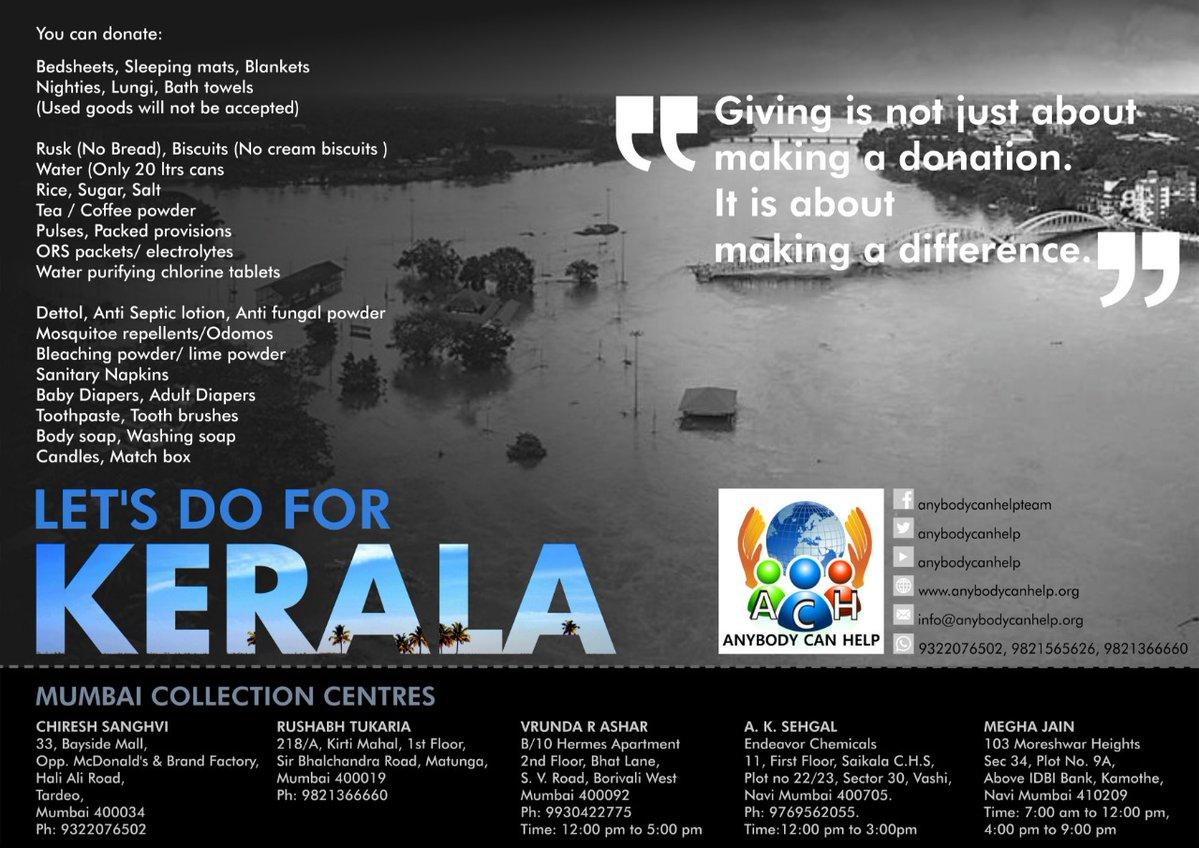 You can donate:
Bedsheets, Sleeping mats, Blankets
Nighties, Lungi, Bath towels
(Used goods will not be accepted)
Rusk (No Bread), Biscuits (No cream biscuits )
Water (Only 20 ltrs cans
Rice, Sugar, Salt
Tea / Coffee powder
Pulses, Packed provisions
ORS packets/ electrolytes
Water purifying chlorine tablets
Dettol, Anti Septic lotion, Anti fungal powder
Mosquitoe repellents/Odomos
Bleaching powder/ lime powder
Sanitary Napkins
Baby Diapers, Adult Diapers
Toothpaste, Tooth brushes
Body soap, Washing soap
Candles, Match box
"Giving is not just about
making a donation.
It is about
making a difference."
LET'S DO FOR
KERALA
ACH
ANYBODY CAN HELP
anybodycanhelpteam
anybodycanhelp
anybodycanhelp
www.anybodycanhelp.org
info@anybodycanhelp.org
9322076502, 9821565626, 9821366660
MUMBAI COLLECTION CENTRES
CHIRESH SANGHVI
33, Bayside Mall,
Opp. McDonald's & Brand Factory,
Hali Ali Road,
Tardeo,
Mumbai 400034
Ph: 9322076502
RUSHABH TUKARIA
218/A, Kirti Mahal, 1st Floor,
Sir Bhalchandra Road, Matunga,
Mumbai 400019
Ph: 9821366660
VRUNDA R ASHAR
B/10 Hermes Apartment
2nd Floor, Bhat Lane,
S. V. Road, Borivali West
Mumbai 400092
Ph: 9930422775
Time: 12:00 pm to 5:00 pm
A. K. SEHGAL
Endeavor Chemicals
11, First Floor, Saikala C.H.S,
Plot no 22/23, Sector 30, Vashi,
Navi Mumbai 400705.
Ph: 9769562055.
Time:12:00 pm to 3:00pm
MEGHA JAIN
103 Moreshwar Heights
Sec 34, Plot No. 9A,
Above IDBI Bank, Kamothe,
Navi Mumbai 410209
Time: 7:00 am to 12:00 pm,
4:00 pm to 9:00 pm